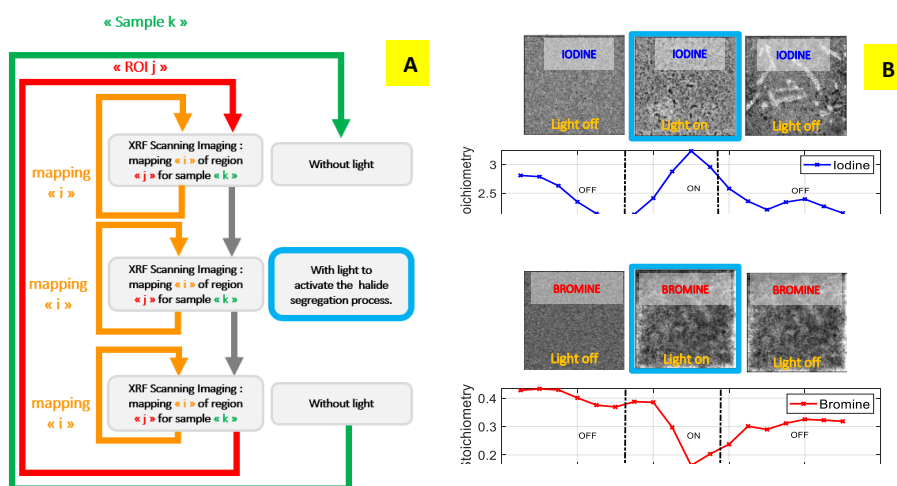 « Sample k »
A
« ROI j »
mapping
« i »
XRF Scanning Imaging :
mapping « i » of region
« j » for sample « k »
Without light
mapping
« i »
XRF Scanning Imaging :
mapping « i » of region
« j » for sample « k »
With light to
activate the halide
segregation process.
mapping
« i »
XRF Scanning Imaging :
mapping « i » of region
« j » for sample « k »
Without light
B
IODINE
Light off
IODINE
Light on
IODINE
Light off
oichiometry
3
2.5
OFF
ON
OFF
Iodine
BROMINE
Light off
BROMINE
Light on
BROMINE
Light off
Stoichiometry
0.4
0.3
0.2
OFF
ON
OFF
Bromine